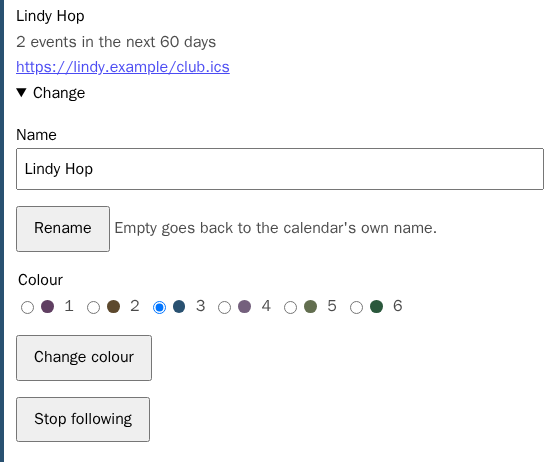 Lindy Hop
2 events in the next 60 days
https://lindy.example/club.ics
▼ Change
Name
Lindy Hop
Rename Empty goes back to the calendar's own name.
Colour
1 2 3 4 5 6
Change colour
Stop following